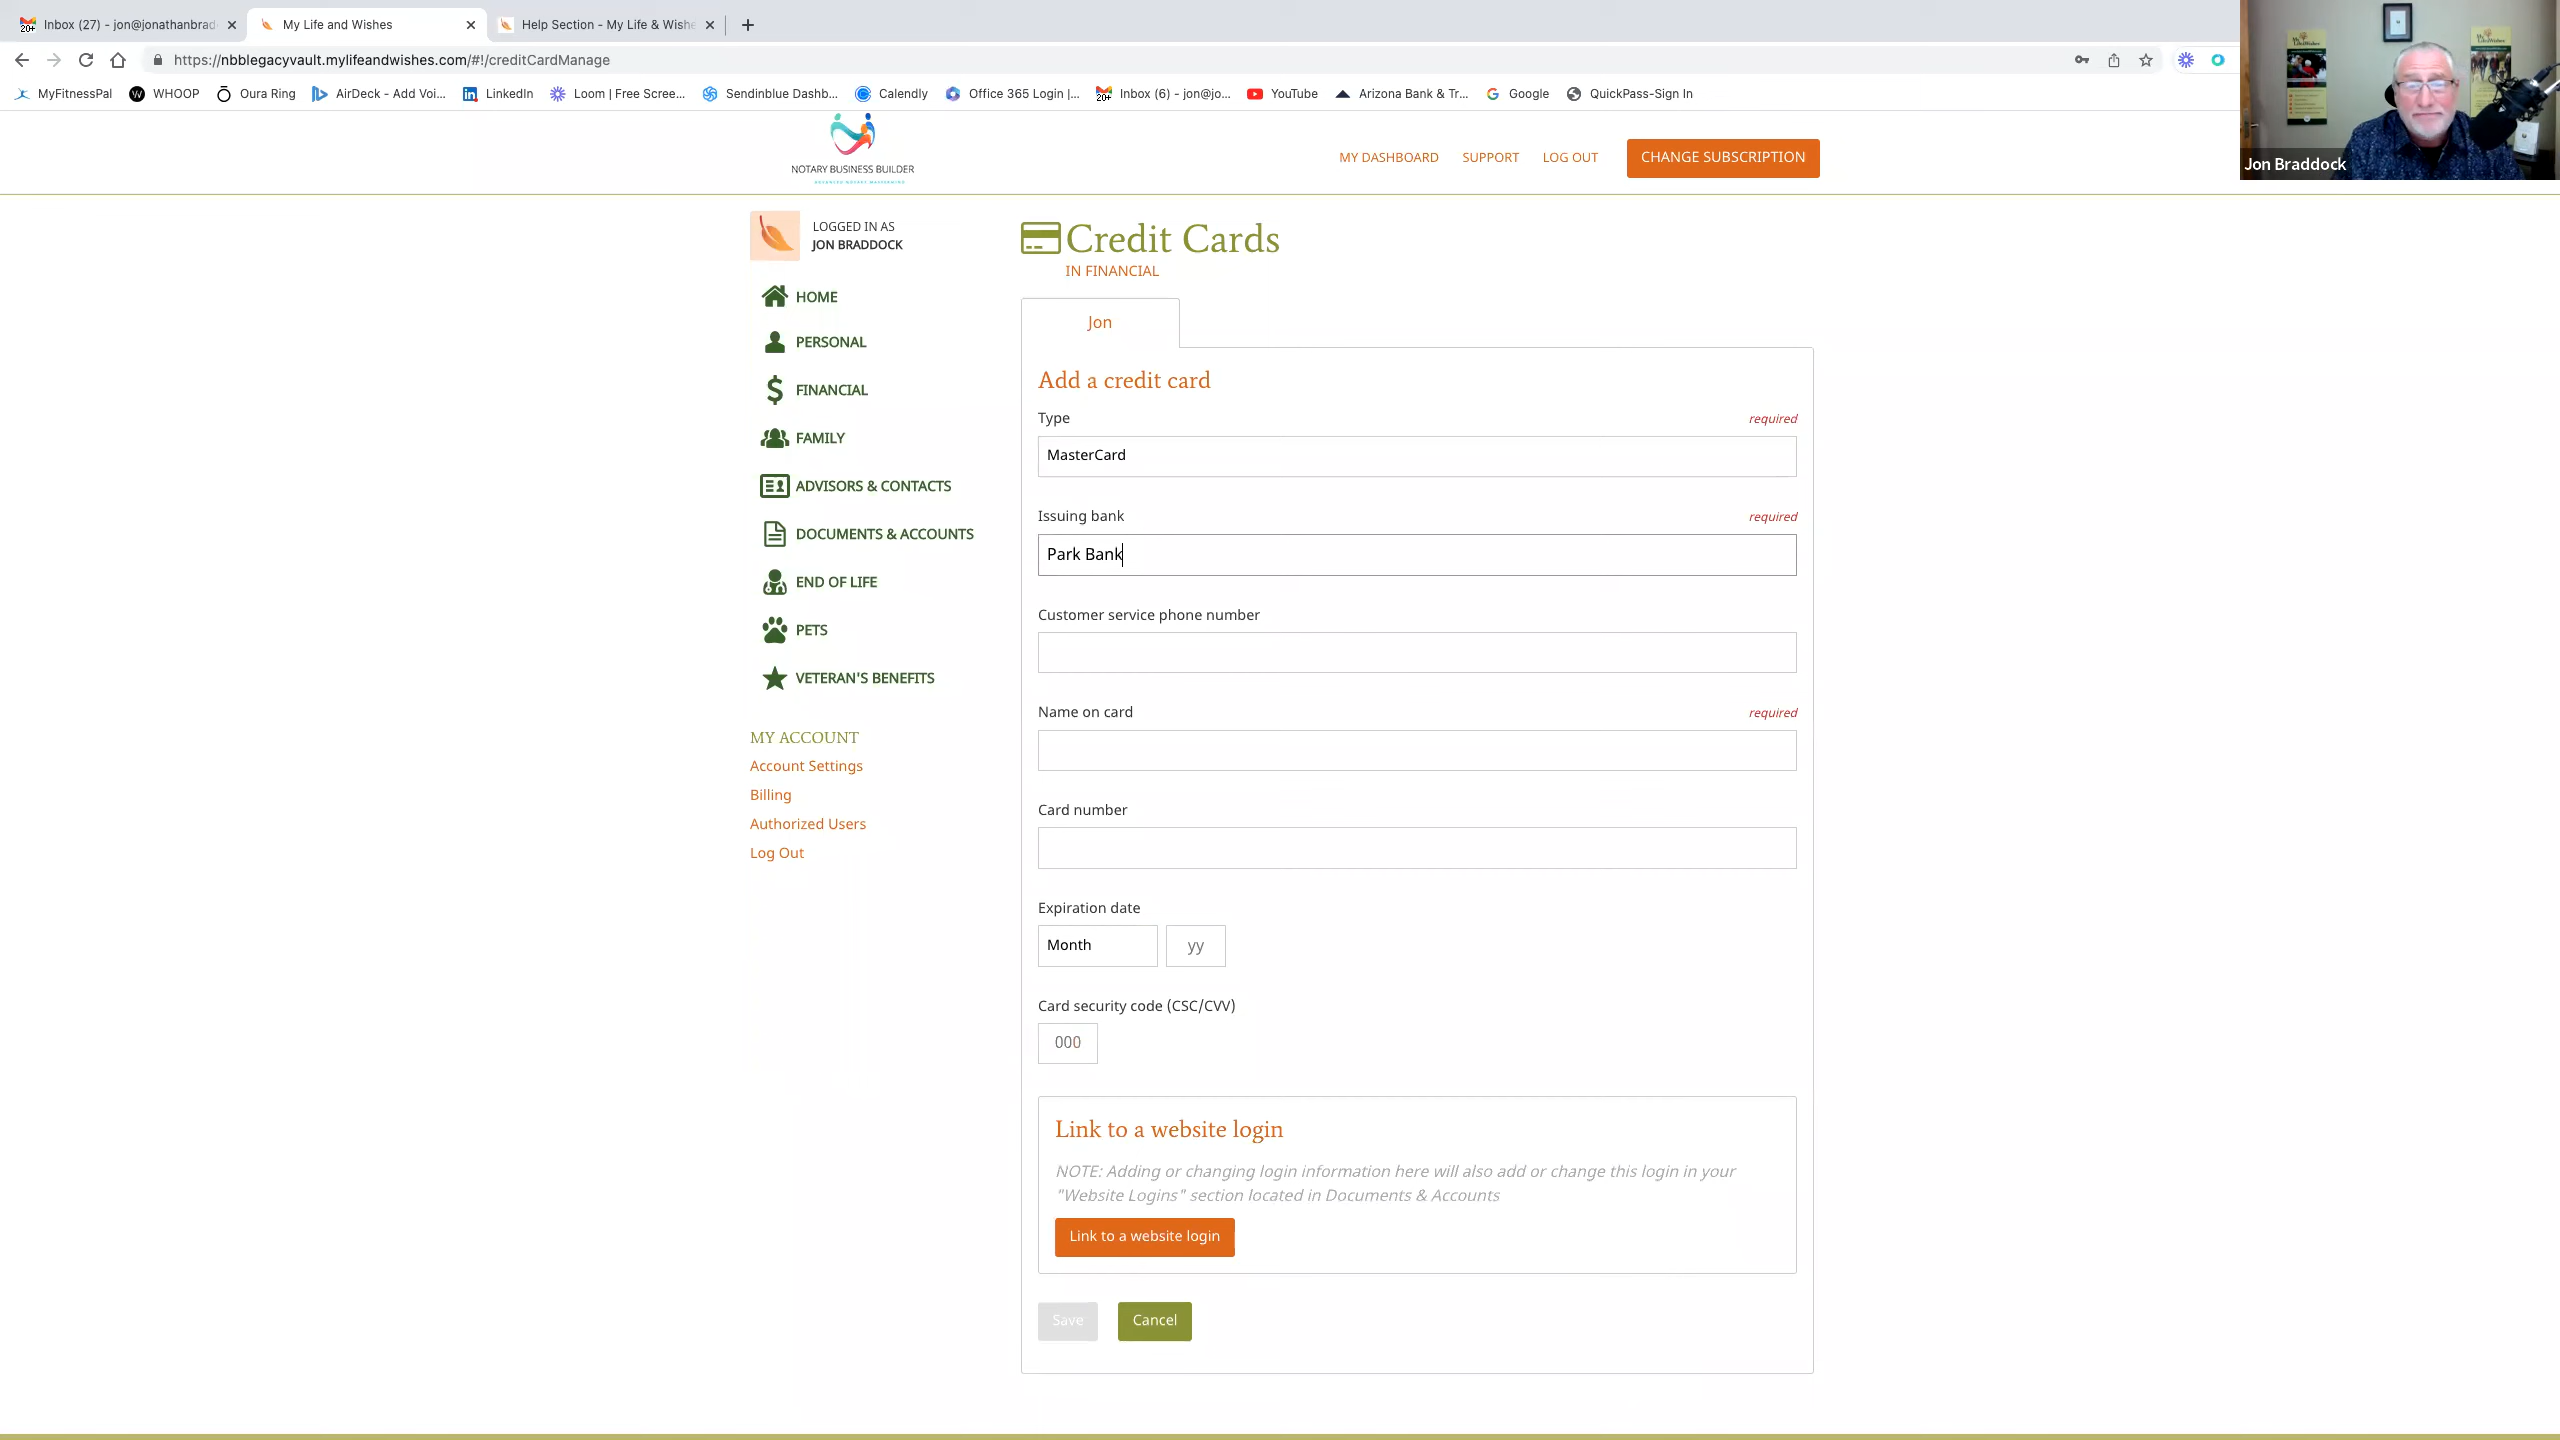 Inbox (27) - jon@jonathanbrad
My Life and Wishes
Help Section - My Life & Wishe
https://nbblegacyvault.mylifeandwishes.com/#!/creditCardManage
MyFitnessPal
WHOOP
Oura Ring
AirDeck - Add Voi...
LinkedIn
Loom | Free Scree...
Sendinblue Dashb...
Calendly
Office 365 Login |...
Inbox (6) - jon@jo...
YouTube
Arizona Bank & Tr...
Google
QuickPass-Sign In
Jon Braddock
NOTARY BUSINESS BUILDER
MY DASHBOARD
SUPPORT
LOG OUT
CHANGE SUBSCRIPTION
LOGGED IN AS
JON BRADDOCK
HOME
PERSONAL
FINANCIAL
FAMILY
ADVISORS & CONTACTS
DOCUMENTS & ACCOUNTS
END OF LIFE
PETS
VETERAN'S BENEFITS
MY ACCOUNT
Account Settings
Billing
Authorized Users
Log Out
Credit Cards
IN FINANCIAL
Jon
Add a credit card
Type required
MasterCard
Issuing bank required
Park Bank
Customer service phone number
Name on card required
Card number
Expiration date
Month yy
Card security code (CSC/CVV)
000
Link to a website login
NOTE: Adding or changing login information here will also add or change this login in your
"Website Logins" section located in Documents & Accounts
Link to a website login
Save Cancel